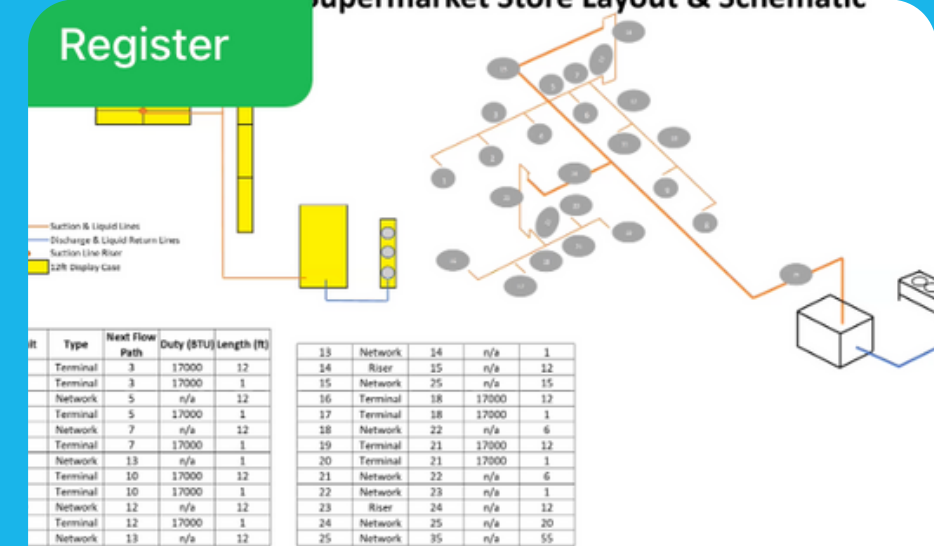 upermarket Store Layout & Schematic
Register
Suction & Liquid Lines
Discharge & Liquid Return Lines
Suction Line Riser
12ft Display Case
Type Next Flow Path Duty (BTU) Length (ft)
Terminal 3 17000 12
Terminal 3 17000 1
Network 5 n/a 12
Terminal 5 17000 1
Network 7 n/a 12
Terminal 7 17000 1
Network 13 n/a 1
Terminal 10 17000 12
Terminal 10 17000 1
Network 12 n/a 12
Terminal 12 17000 1
Network 13 n/a 12
13 Network 14 n/a 1
14 Riser 15 n/a 12
15 Network 25 n/a 15
16 Terminal 18 17000 12
17 Terminal 18 17000 1
18 Network 22 n/a 6
19 Terminal 21 17000 12
20 Terminal 21 17000 1
21 Network 22 n/a 6
22 Network 23 n/a 1
23 Riser 24 n/a 12
24 Network 25 n/a 20
25 Network 35 n/a 55